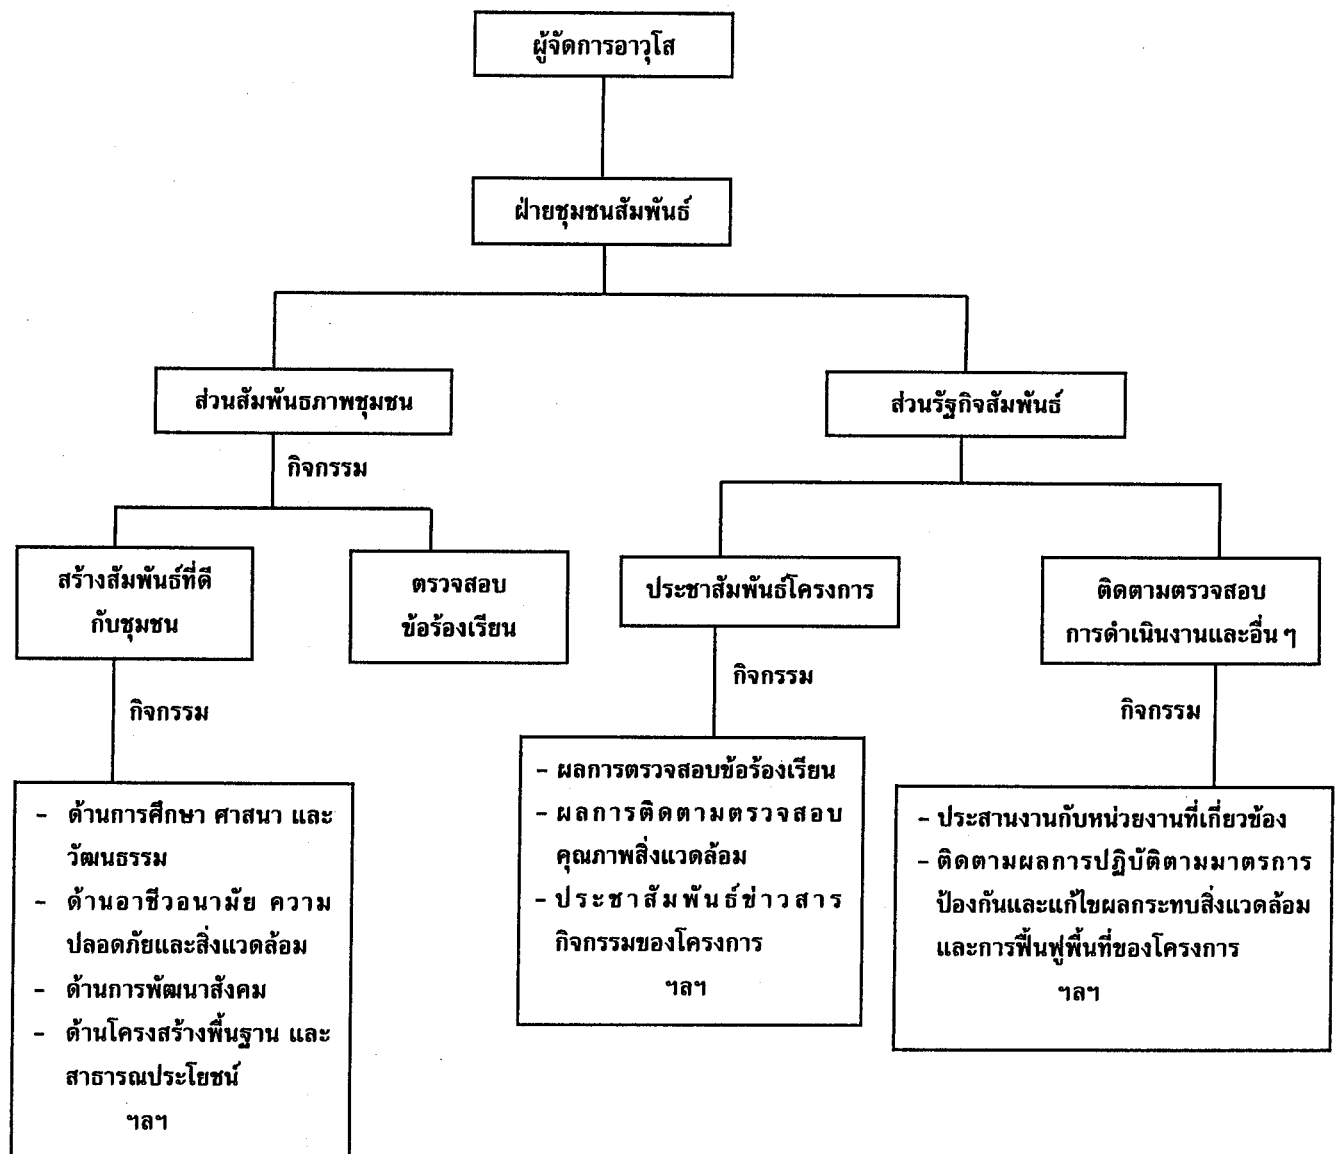 ผู้จัดการอาวุโส
ฝ่ายชุมชนสัมพันธ์
ส่วนสัมพันธภาพชุมชน
ส่วนรัฐกิจสัมพันธ์
กิจกรรม
สร้างสัมพันธ์ที่ดี
กับชุมชน
ตรวจสอบ
ข้อร้องเรียน
ประชาสัมพันธ์โครงการ
ติดตามตรวจสอบ
การดำเนินงานและอื่น ๆ
กิจกรรม
กิจกรรม
กิจกรรม
- ด้านการศึกษา ศาสนา และ
วัฒนธรรม
- ด้านอาชีวอนามัย ความ
ปลอดภัยและสิ่งแวดล้อม
- ด้านการพัฒนาสังคม
- ด้านโครงสร้างพื้นฐาน และ
สาธารณประโยชน์
ฯลฯ
- ผลการตรวจสอบข้อร้องเรียน
- ผลการติดตามตรวจสอบ
คุณภาพสิ่งแวดล้อม
- ประชาสัมพันธ์ข่าวสาร
กิจกรรมของโครงการ
ฯลฯ
- ประสานงานกับหน่วยงานที่เกี่ยวข้อง
- ติดตามผลการปฏิบัติตามมาตรการ
ป้องกันและแก้ไขผลกระทบสิ่งแวดล้อม
และการฟื้นฟูพื้นที่ของโครงการ
ฯลฯ